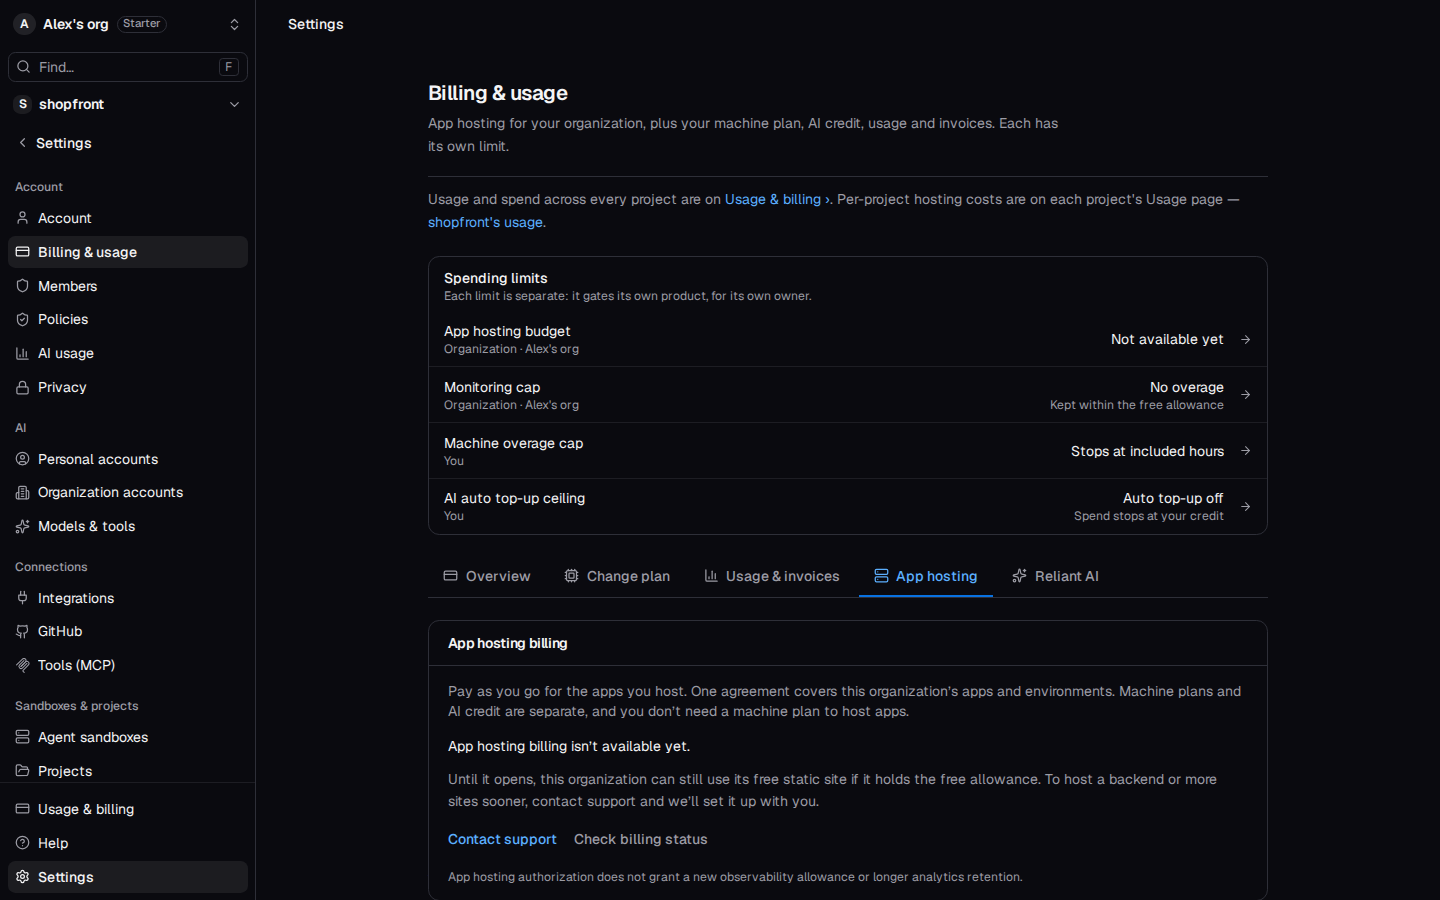 A Alex's org Starter
Find... F
S shopfront
Settings
Account
Account
Billing & usage
Members
Policies
AI usage
Privacy
AI
Personal accounts
Organization accounts
Models & tools
Connections
Integrations
GitHub
Tools (MCP)
Sandboxes & projects
Agent sandboxes
Projects
Usage & billing
Help
Settings
Settings
Billing & usage
App hosting for your organization, plus your machine plan, AI credit, usage and invoices. Each has
its own limit.
Usage and spend across every project are on Usage & billing ›. Per-project hosting costs are on each project's Usage page —
shopfront's usage.
Spending limits
Each limit is separate: it gates its own product, for its own owner.
App hosting budget
Organization · Alex's org
Not available yet
Monitoring cap
Organization · Alex's org
No overage
Kept within the free allowance
Machine overage cap
You
Stops at included hours
AI auto top-up ceiling
You
Auto top-up off
Spend stops at your credit
Overview Change plan Usage & invoices App hosting Reliant AI
App hosting billing
Pay as you go for the apps you host. One agreement covers this organization's apps and environments. Machine plans and
AI credit are separate, and you don't need a machine plan to host apps.
App hosting billing isn't available yet.
Until it opens, this organization can still use its free static site if it holds the free allowance. To host a backend or more
sites sooner, contact support and we'll set it up with you.
Contact support Check billing status
App hosting authorization does not grant a new observability allowance or longer analytics retention.